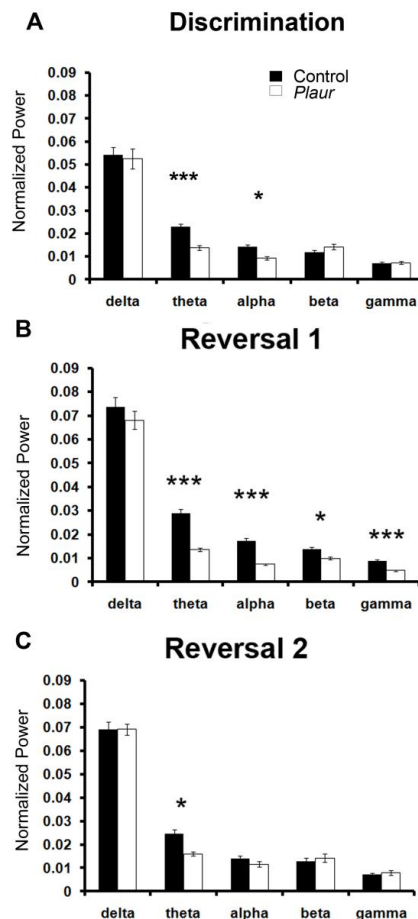 A
Discrimination
Normalized Power
0.09
0.08
0.07
0.06
0.05
0.04
0.03
0.02
0.01
0
Control
Plaur
***
*
delta theta alpha beta gamma
B
Reversal 1
Normalized Power
0.09
0.08
0.07
0.06
0.05
0.04
0.03
0.02
0.01
0
***
***
*
***
delta theta alpha beta gamma
C
Reversal 2
Normalized Power
0.09
0.08
0.07
0.06
0.05
0.04
0.03
0.02
0.01
0
*
delta theta alpha beta gamma